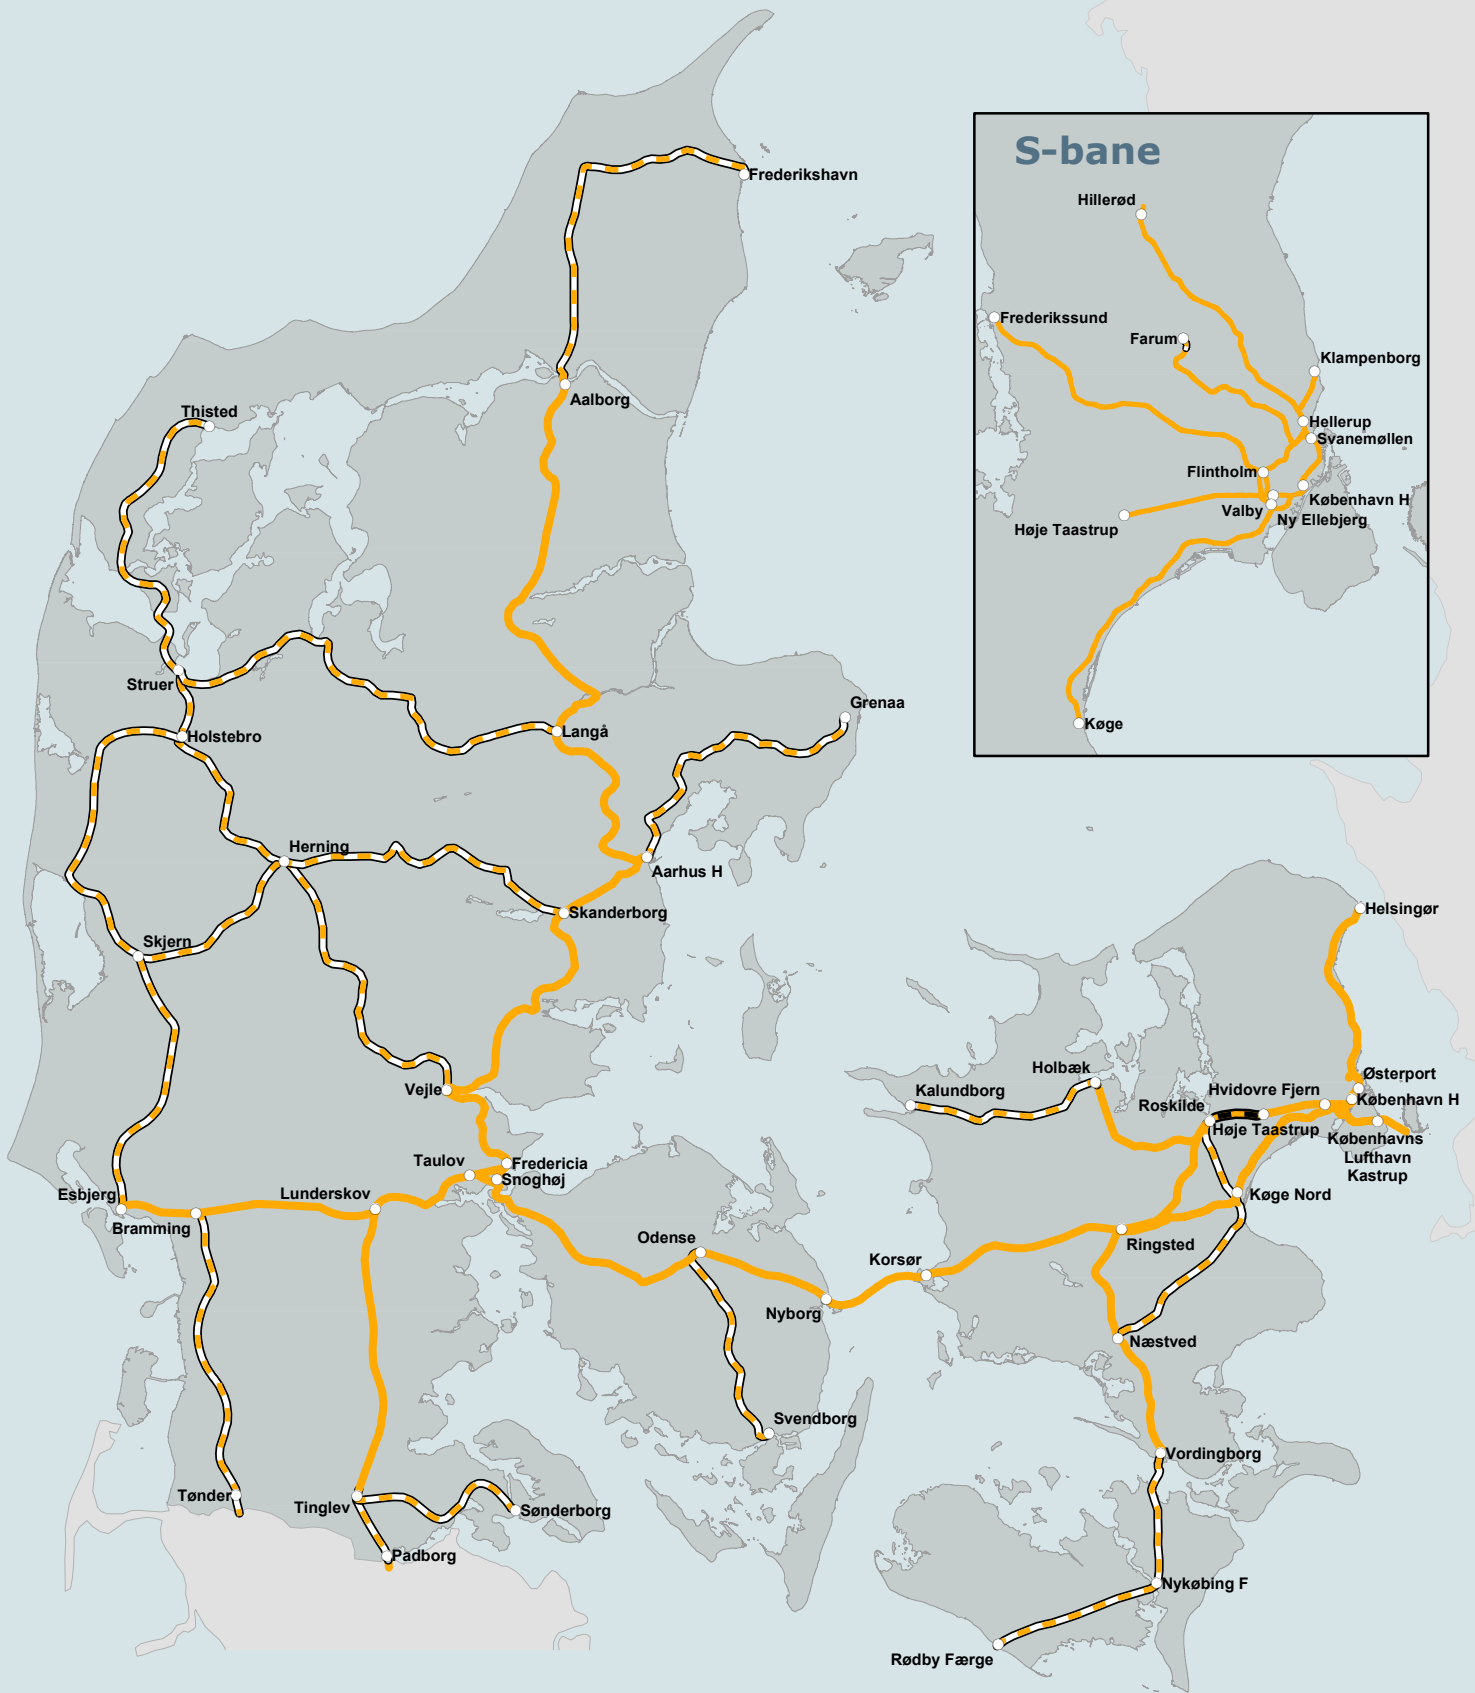 S-bane
Hillerød
Frederikssund
Farum
Klampenborg
Hellerup
Svanemøllen
Flintholm
København H
Valby
Ny Ellebjerg
Høje Taastrup
Køge
Frederikshavn
Aalborg
Thisted
Struer
Grenaa
Langå
Holstebro
Herning
Aarhus H
Skanderborg
Skjern
Helsingør
Holbæk
Østerport
Vejle
Kalundborg
Hvidovre Fjern
København H
Roskilde
Høje Taastrup
Københavns
Lufthavn
Kastrup
Taulov
Fredericia
Snoghøj
Esbjerg
Lunderskov
Køge Nord
Bramming
Odense
Ringsted
Korsør
Nyborg
Næstved
Svendborg
Vordingborg
Tønder
Tinglev
Sønderborg
Padborg
Nykøbing F
Rødby Færge